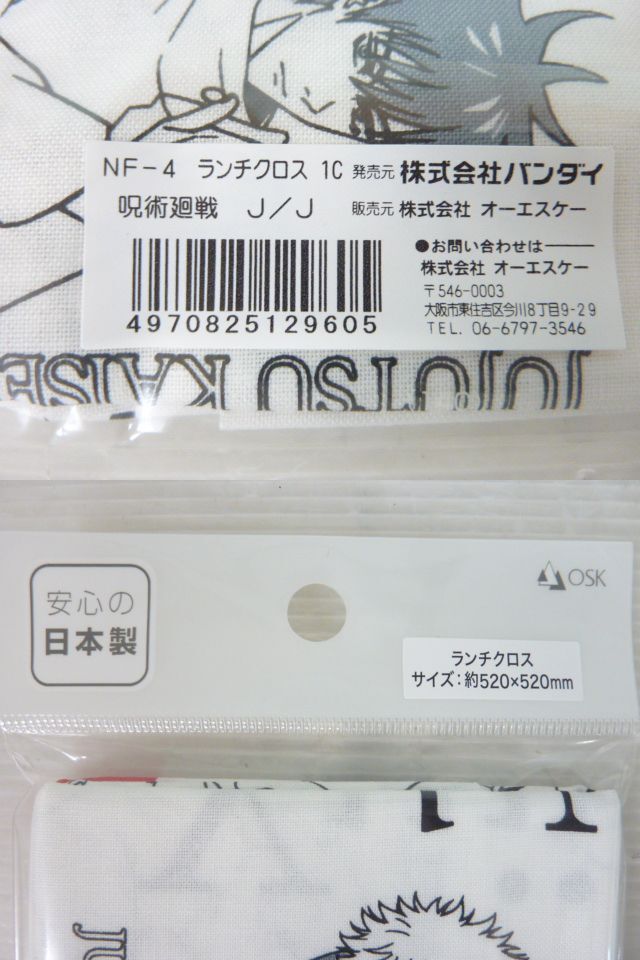 NF-4 ランチクロス 1C 発売元 株式会社バンダイ
呪術廻戦 J/J 販売元 株式会社 オーエスケー
●お問い合わせは――
株式会社 オーエスケー
〒546-0003
大阪市東住吉区今川8丁目9-29
TEL. 06-6797-3546
4970825129605
JUJUTSU KAISE
安心の
日本製
OSK
ランチクロス
サイズ:約520×520mm
JU